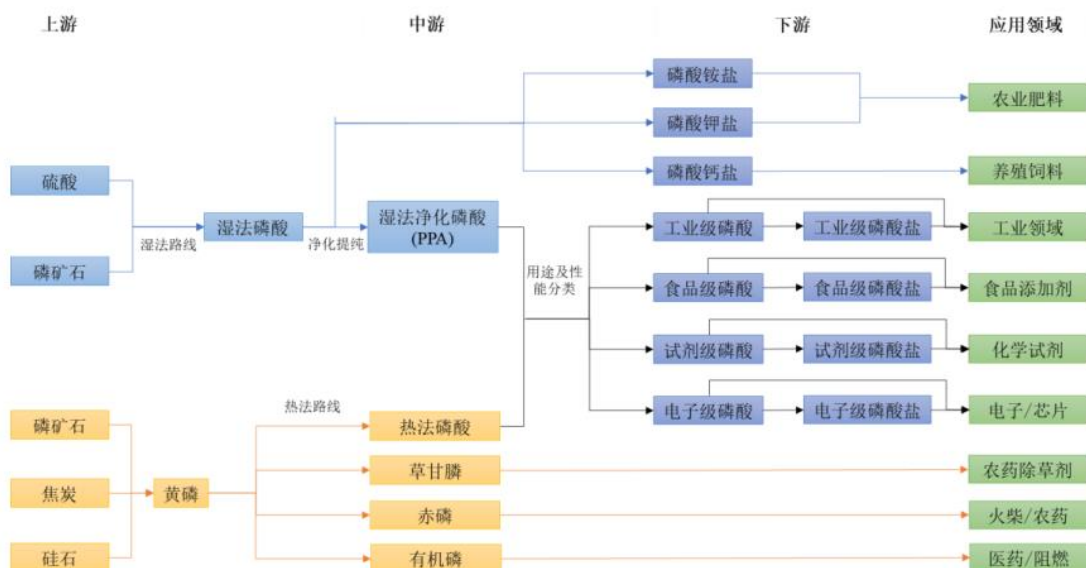 上游
中游
下游
应用领域
磷酸铵盐
农业肥料
磷酸钾盐
硫酸
磷酸钙盐
养殖饲料
湿法路线
湿法磷酸
净化提纯
湿法净化磷酸
(PPA)
工业级磷酸
工业级磷酸盐
工业领域
磷矿石
用途及性
能分类
食品级磷酸
食品级磷酸盐
食品添加剂
试剂级磷酸
试剂级磷酸盐
化学试剂
热法路线
电子级磷酸
电子级磷酸盐
电子/芯片
磷矿石
热法磷酸
草甘膦
农药除草剂
焦炭
黄磷
赤磷
火柴/农药
硅石
有机磷
医药/阻燃